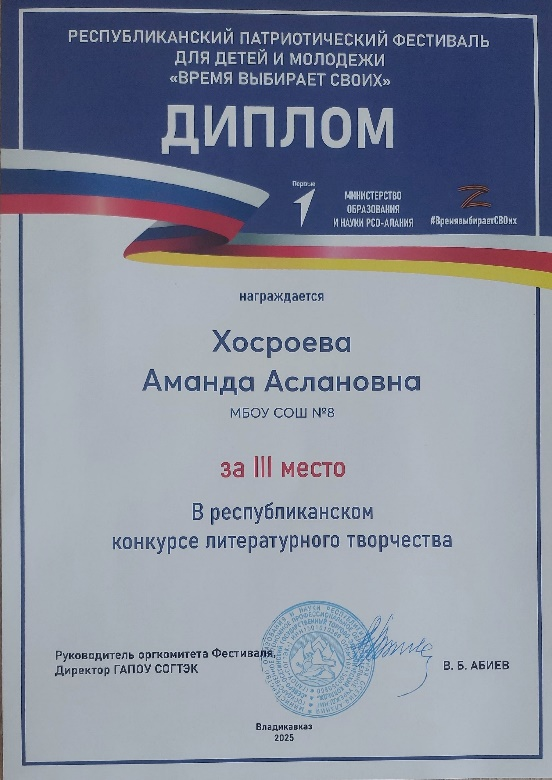 РЕСПУБЛИКАНСКИЙ ПАТРИОТИЧЕСКИЙ ФЕСТИВАЛЬ
ДЛЯ ДЕТЕЙ И МОЛОДЕЖИ
«ВРЕМЯ ВЫБИРАЕТ СВОИХ»
ДИПЛОМ
Первые
МИНИСТЕРСТВО
ОБРАЗОВАНИЯ
И НАУКИ РСО-АЛАНИЯ
Z
#ВремявыбираетСВОих
награждается
Хосроева
Аманда Аслановна
МБОУ СОШ №8
за III место
В республиканском
конкурсе литературного творчества
Руководитель оргкомитета Фестиваля,
Директор ГАПОУ СОГТЭК
В. Б. АБИЕВ
Владикавказ
2025